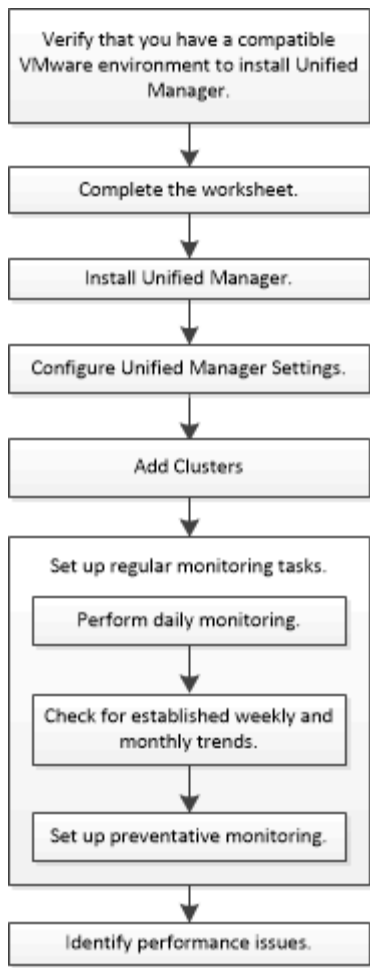 Verify that you have a compatible
VMware environment to install Unified
Manager.
Complete the worksheet.
Install Unified Manager.
Configure Unified Manager Settings.
Add Clusters
Set up regular monitoring tasks.
Perform daily monitoring.
Check for established weekly and
monthly trends.
Set up preventative monitoring.
Identify performance issues.